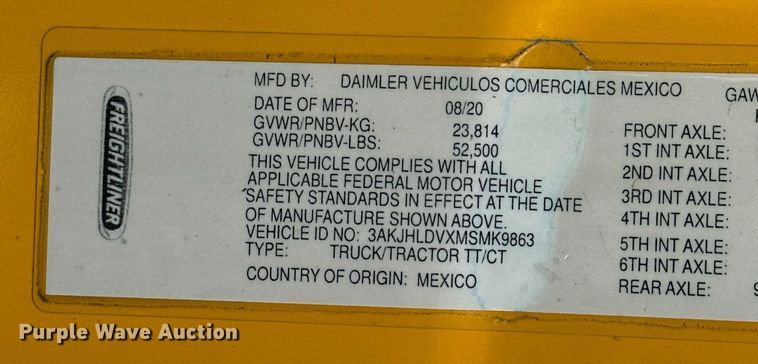 FREIGHTLINER
MFD BY: DAIMLER VEHICULOS COMERCIALES MEXICO
DATE OF MFR: 08/20
GVWR/PNBV-KG: 23,814
GVWR/PNBV-LBS: 52,500
THIS VEHICLE COMPLIES WITH ALL
APPLICABLE FEDERAL MOTOR VEHICLE
SAFETY STANDARDS IN EFFECT AT THE DATE
OF MANUFACTURE SHOWN ABOVE.
VEHICLE ID NO: 3AKJHLDVXMSMK9863
TYPE: TRUCK/TRACTOR TT/CT
COUNTRY OF ORIGIN: MEXICO
GAW
FRONT AXLE:
1ST INT AXLE:
2ND INT AXLE:
3RD INT AXLE:
4TH INT AXLE:
5TH INT AXLE:
6TH INT AXLE:
REAR AXLE:
Purple Wave Auction